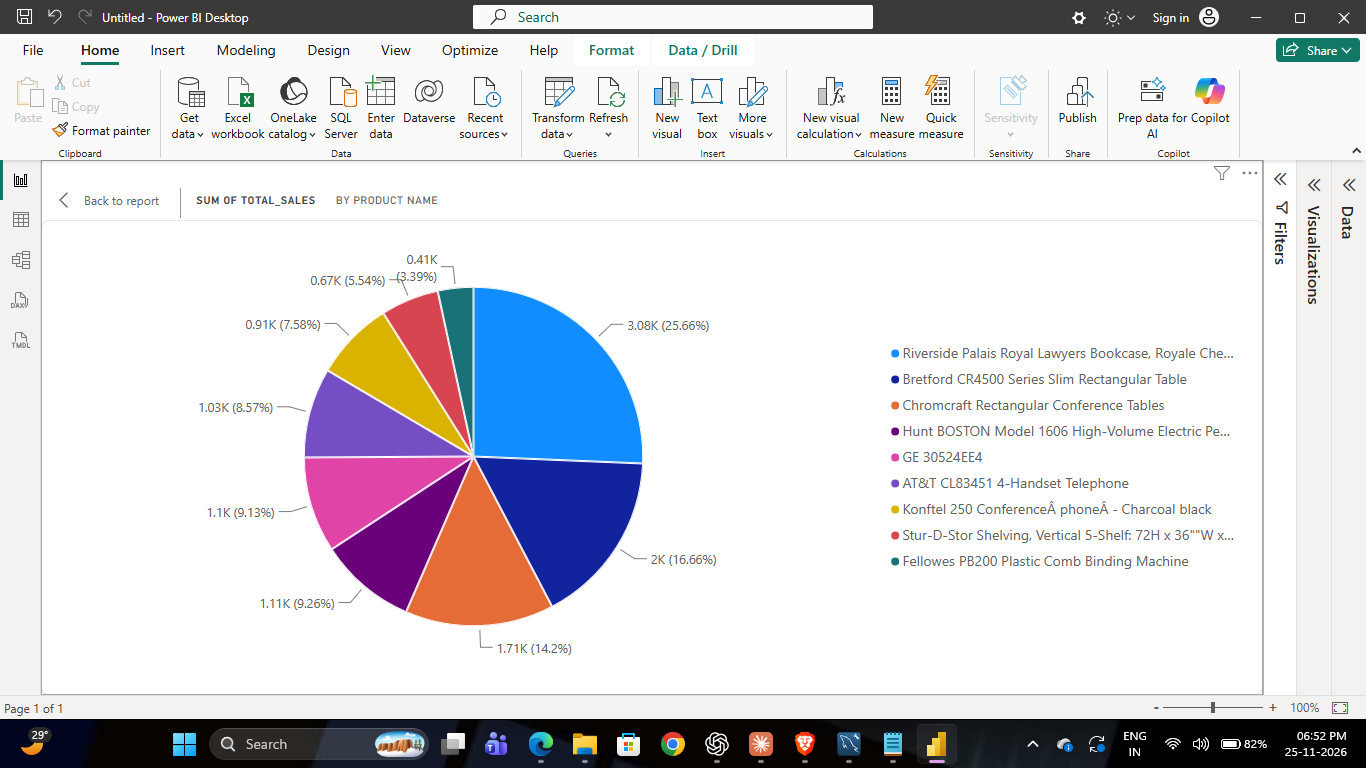 Untitled - Power BI Desktop
Search
Sign in
File
Home
Insert
Modeling
Design
View
Optimize
Help
Format
Data / Drill
Share
Paste
Cut
Copy
Format painter
Clipboard
Get data
Excel workbook
OneLake catalog
SQL Server
Enter data
Dataverse
Recent sources
Data
Transform data
Refresh
Queries
New visual
Text box
More visuals
Insert
New visual calculation
New measure
Quick measure
Calculations
Sensitivity
Sensitivity
Publish
Share
Prep data for AI
Copilot
Copilot
DAX
TMDL
Back to report
SUM OF TOTAL_SALES
BY PRODUCT NAME
0.41K
(3.39%)
0.67K (5.54%)
0.91K (7.58%)
3.08K (25.66%)
1.03K (8.57%)
1.1K (9.13%)
2K (16.66%)
1.11K (9.26%)
1.71K (14.2%)
Riverside Palais Royal Lawyers Bookcase, Royale Che...
Bretford CR4500 Series Slim Rectangular Table
Chromcraft Rectangular Conference Tables
Hunt BOSTON Model 1606 High-Volume Electric Pe...
GE 30524EE4
AT&T CL83451 4-Handset Telephone
Konftel 250 ConferenceÂ phoneÂ - Charcoal black
Stur-D-Stor Shelving, Vertical 5-Shelf: 72H x 36""W x...
Fellowes PB200 Plastic Comb Binding Machine
Filters
Visualizations
Data
Page 1 of 1
- + 100%
29°
Search
ENG
IN
82%
06:52 PM
25-11-2026